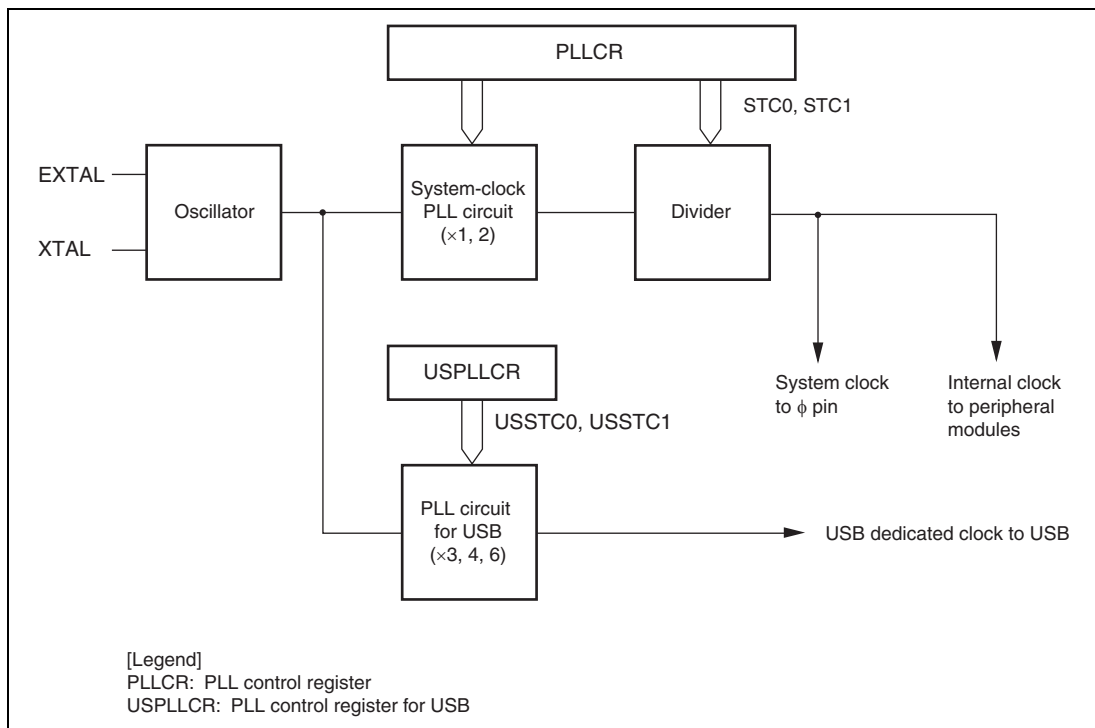 PLLCR
STC0, STC1
EXTAL
XTAL
Oscillator
System-clock
PLL circuit
(×1, 2)
Divider
USPLLCR
USSTC0, USSTC1
System clock
to ϕ pin
Internal clock
to peripheral
modules
PLL circuit
for USB
(×3, 4, 6)
USB dedicated clock to USB
[Legend]
PLLCR: PLL control register
USPLLCR: PLL control register for USB